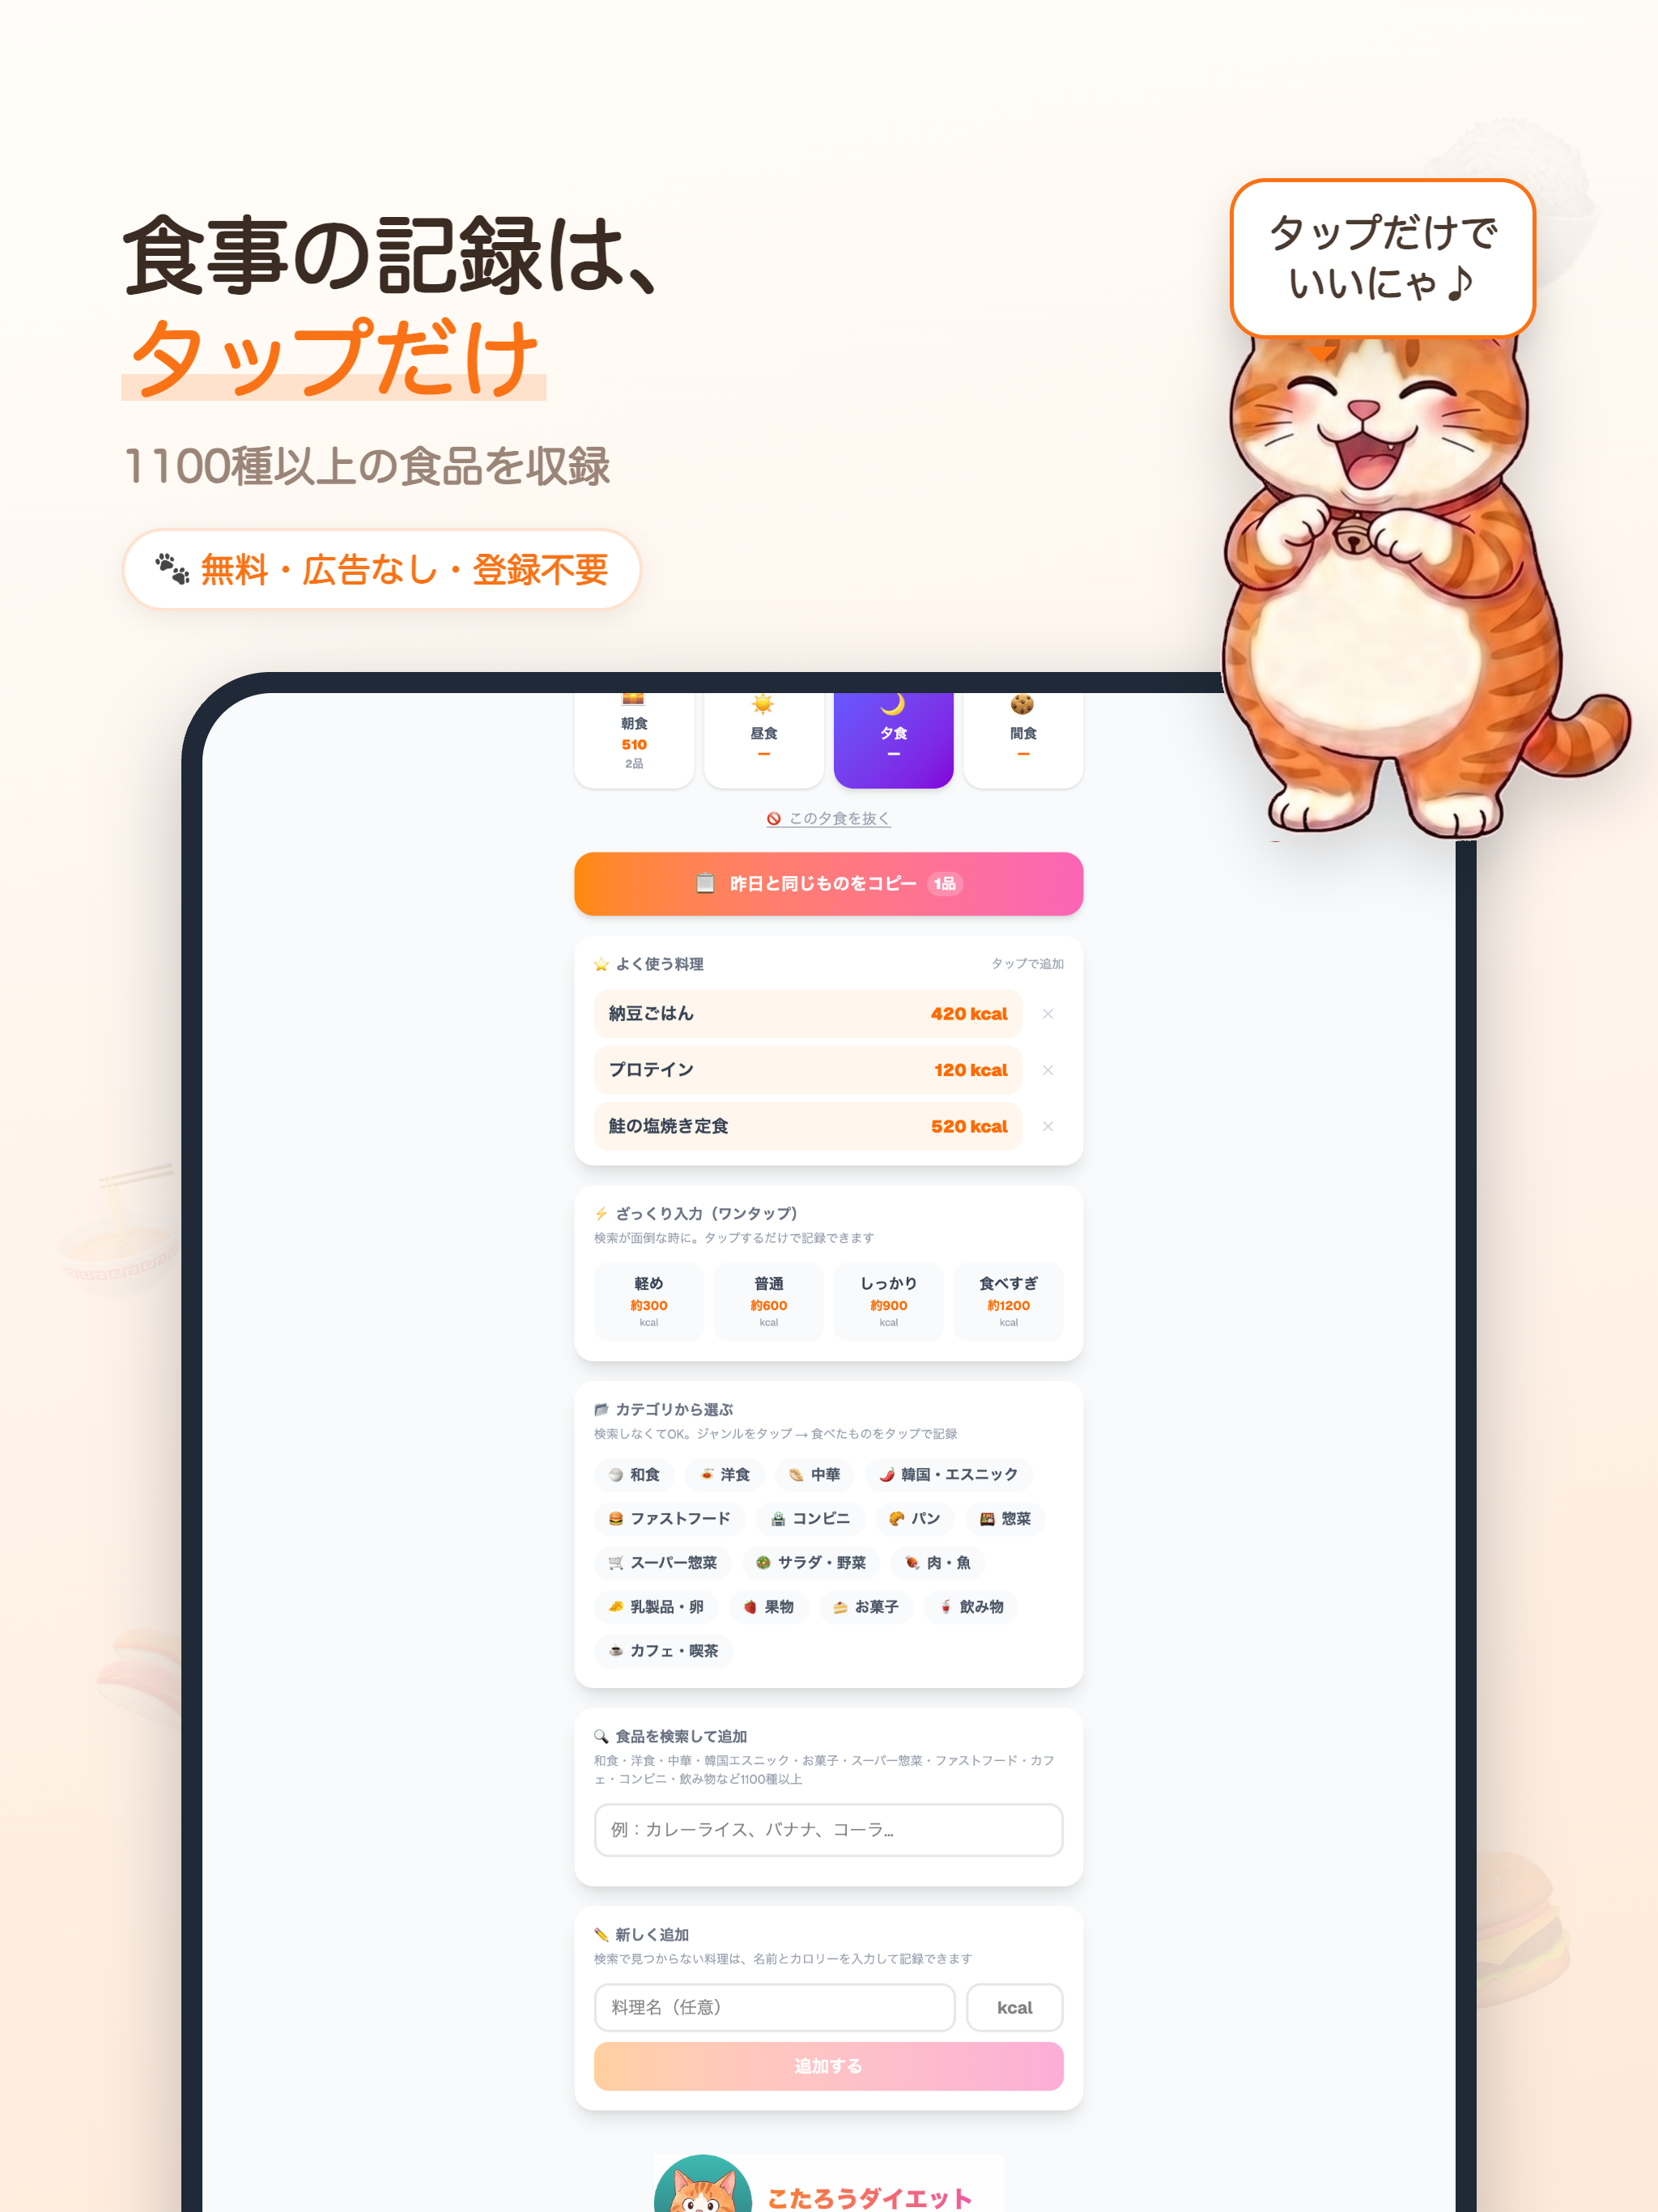 食事の記録は、
タップだけ
1100種以上の食品を収録
無料・広告なし・登録不要
タップだけで
いいにゃ♪
朝食
510
2品
昼食
ー
夕食
ー
間食
ー
この夕食を抜く
昨日と同じものをコピー 1品
よく使う料理 タップで追加
納豆ごはん 420 kcal ×
プロテイン 120 kcal ×
鮭の塩焼き定食 520 kcal ×
ざっくり入力（ワンタップ）
検索が面倒な時に。タップするだけで記録できます
軽め
約300
kcal
普通
約600
kcal
しっかり
約900
kcal
食べすぎ
約1200
kcal
カテゴリから選ぶ
検索しなくてOK。ジャンルをタップ → 食べたものをタップで記録
和食 洋食 中華 韓国・エスニック
ファストフード コンビニ パン 惣菜
スーパー惣菜 サラダ・野菜 肉・魚
乳製品・卵 果物 お菓子 飲み物
カフェ・喫茶
食品を検索して追加
和食・洋食・中華・韓国エスニック・お菓子・スーパー惣菜・ファストフード・カフ
ェ・コンビニ・飲み物など1100種以上
例：カレーライス、バナナ、コーラ...
新しく追加
検索で見つからない料理は、名前とカロリーを入力して記録できます
料理名（任意） kcal
追加する
こたろうダイエット